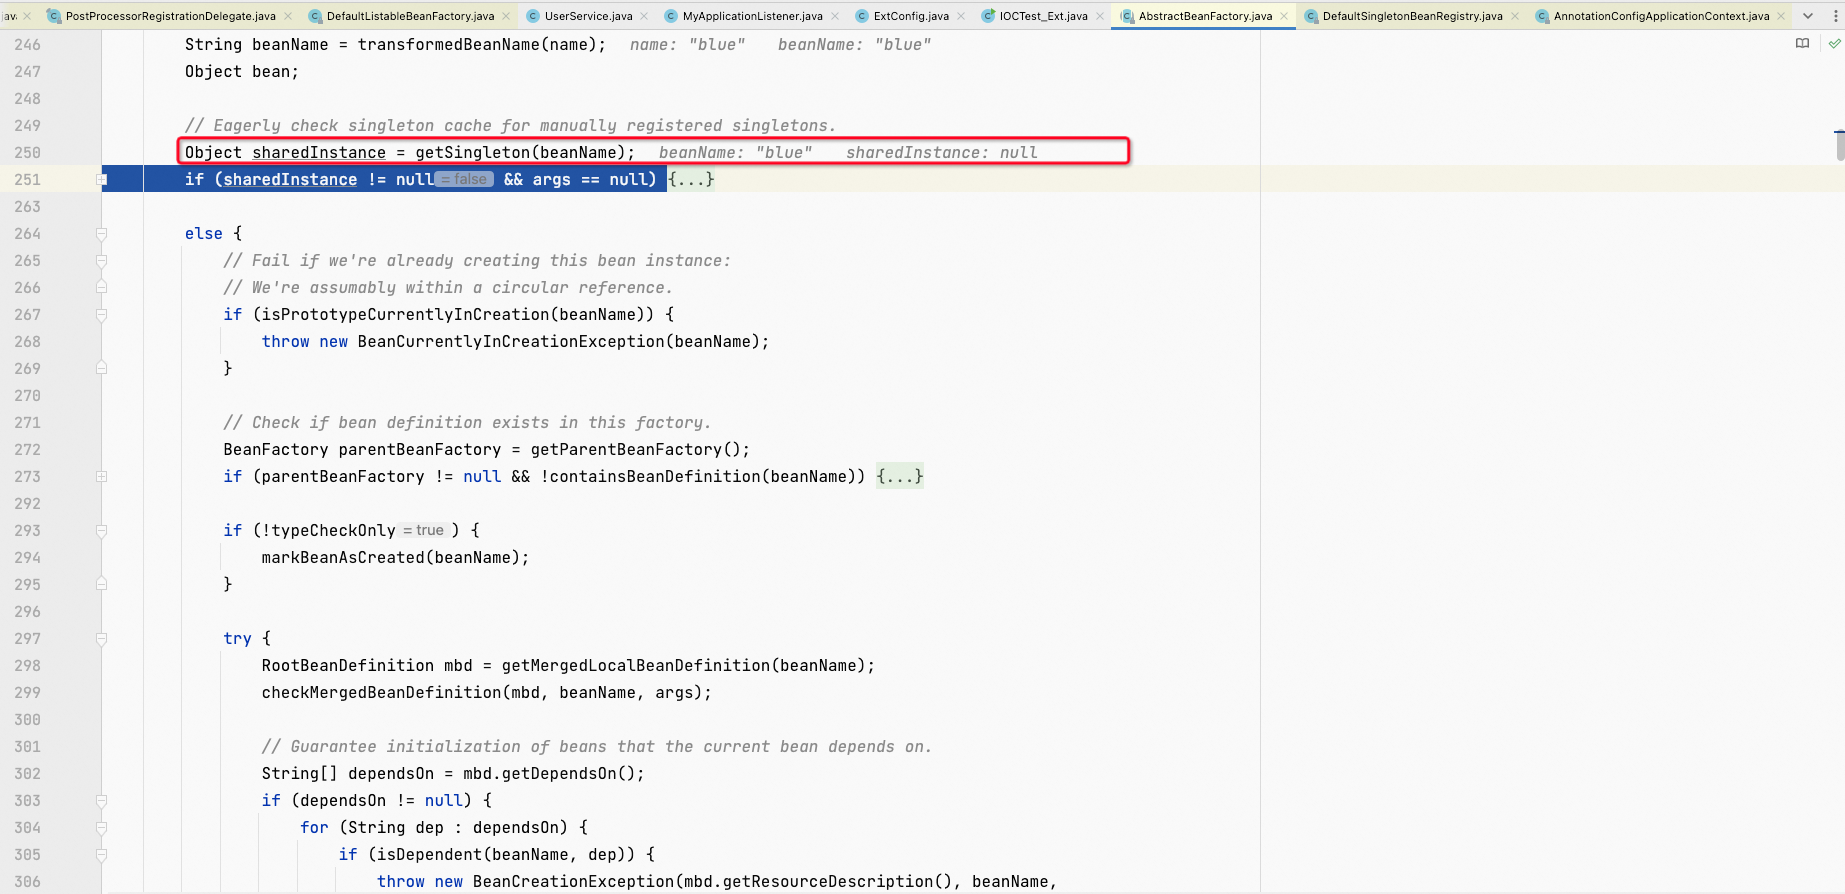 java PostProcessorRegistrationDelegate.java DefaultListableBeanFactory.java UserService.java MyApplicationListener.java ExtConfig.java IOCTest_Ext.java AbstractBeanFactory.java DefaultSingletonBeanRegistry.java AnnotationConfigApplicationContext.java
246 String beanName = transformedBeanName(name); name: "blue" beanName: "blue"
247 Object bean;
248
249 // Eagerly check singleton cache for manually registered singletons.
250 Object sharedInstance = getSingleton(beanName); beanName: "blue" sharedInstance: null
251 if (sharedInstance != null = false && args == null) {...}
263
264 else {
265 // Fail if we're already creating this bean instance:
266 // We're assumably within a circular reference.
267 if (isPrototypeCurrentlyInCreation(beanName)) {
268 throw new BeanCurrentlyInCreationException(beanName);
269 }
270
271 // Check if bean definition exists in this factory.
272 BeanFactory parentBeanFactory = getParentBeanFactory();
273 if (parentBeanFactory != null && !containsBeanDefinition(beanName)) {...}
292
293 if (!typeCheckOnly = true ) {
294 markBeanAsCreated(beanName);
295 }
296
297 try {
298 RootBeanDefinition mbd = getMergedLocalBeanDefinition(beanName);
299 checkMergedBeanDefinition(mbd, beanName, args);
300
301 // Guarantee initialization of beans that the current bean depends on.
302 String[] dependsOn = mbd.getDependsOn();
303 if (dependsOn != null) {
304 for (String dep : dependsOn) {
305 if (isDependent(beanName, dep)) {
306 throw new BeanCreationException(mbd.getResourceDescription(), beanName,